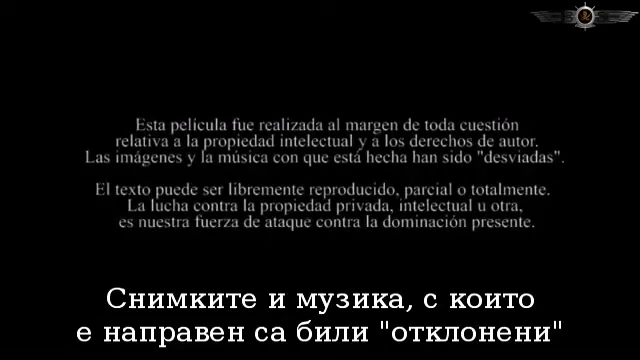 Esta película fue realizada al margen de toda cuestión
relativa a la propiedad intelectual y a los derechos de autor.
Las imágenes y la música con que está hecha han sido "desviadas".
El texto puede ser libremente reproducido, parcial o totalmente.
La lucha contra la propiedad privada, intelectual u otra,
es nuestra fuerza de ataque contra la dominación presente.
Снимките и музика, с които
е направен са били "отклонени"